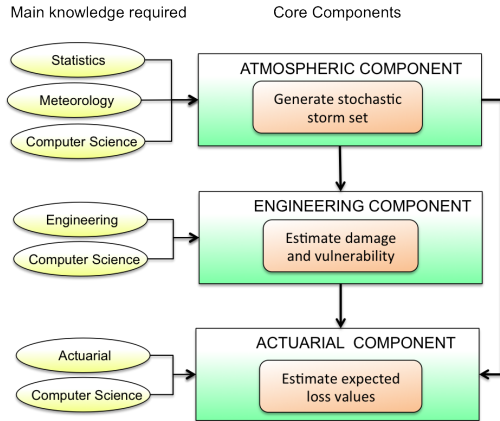 Main knowledge required
Core Components
Statistics
Meteorology
Computer Science
ATMOSPHERIC COMPONENT
Generate stochastic
storm set
Engineering
Computer Science
ENGINEERING COMPONENT
Estimate damage
and vulnerability
Actuarial
Computer Science
ACTUARIAL COMPONENT
Estimate expected
loss values